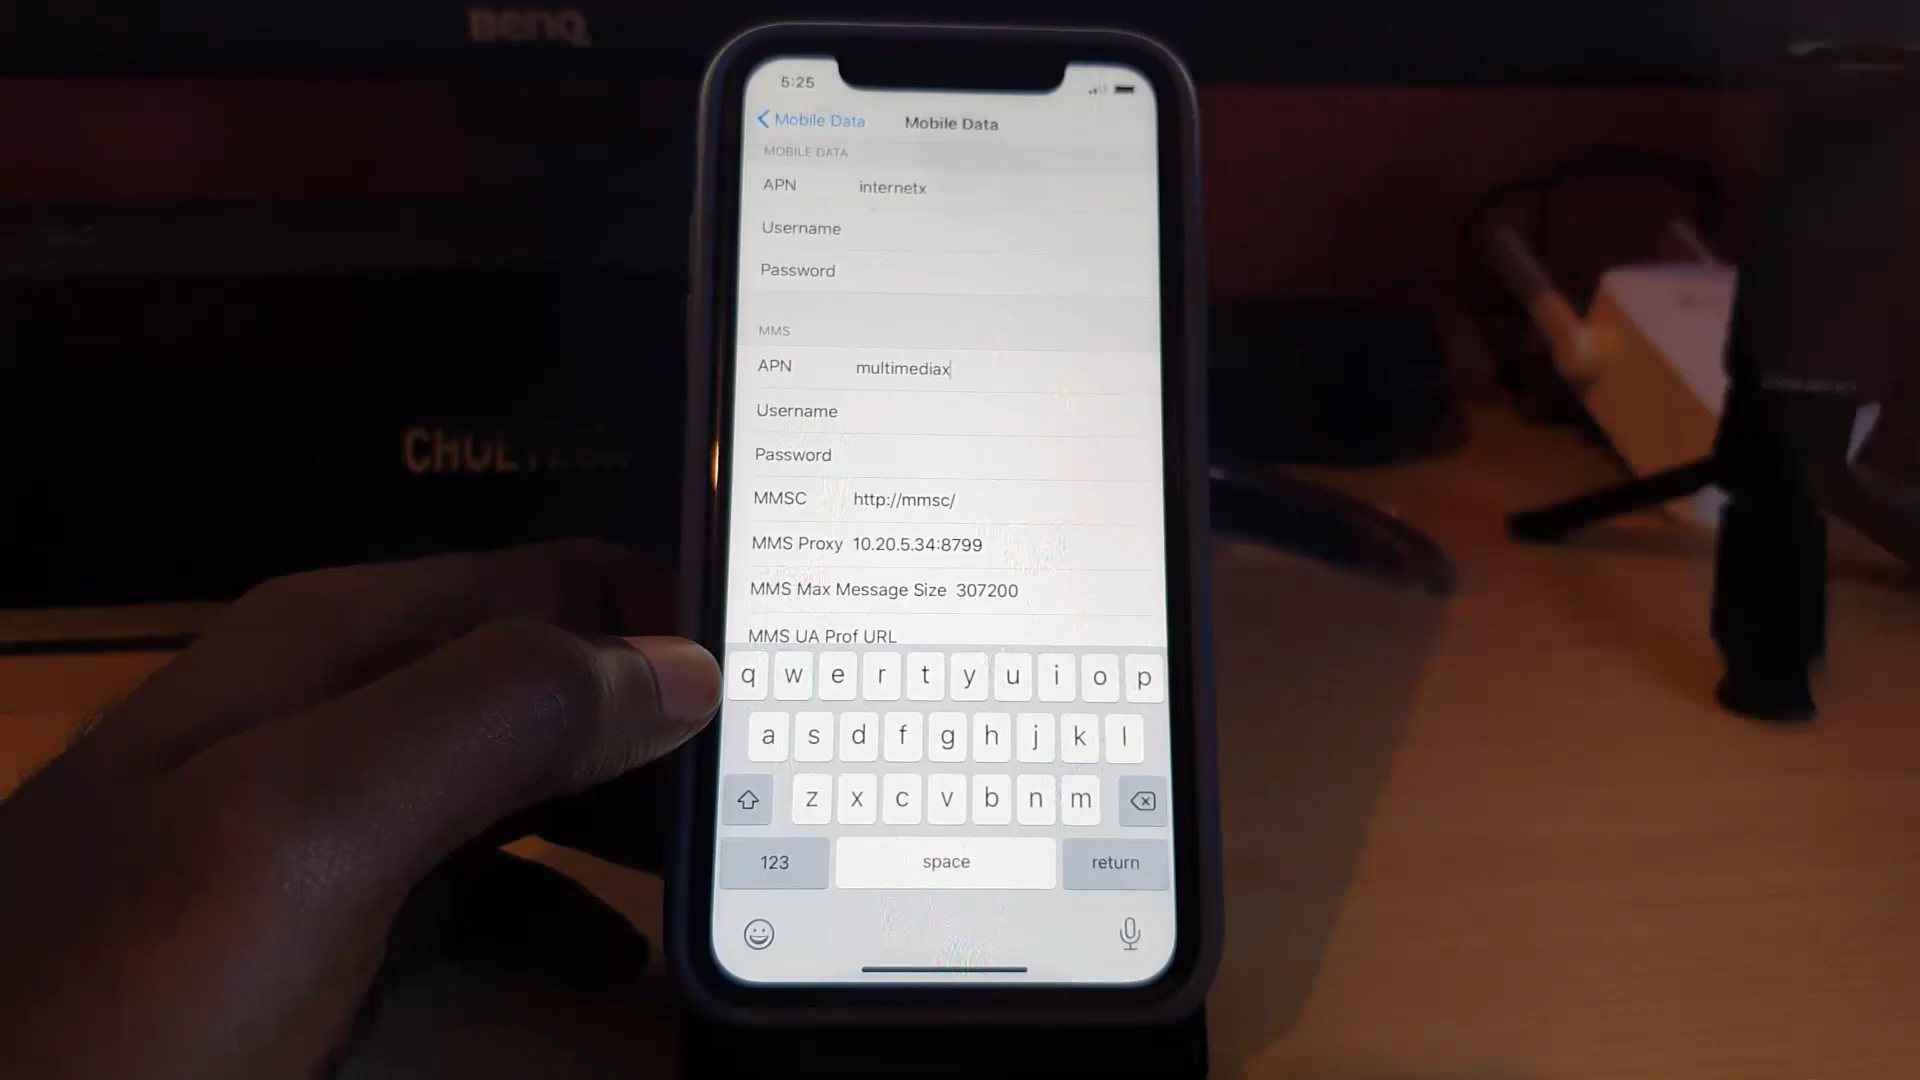 BenQ
5:25
Mobile Data
Mobile Data
MOBILE DATA
APN internetx
Username
Password
MMS
APN multimediax
Username
Password
MMSC http://mmsc/
MMS Proxy 10.20.5.34:8799
MMS Max Message Size 307200
MMS UA Prof URL
q w e r t y u i o p
a s d f g h j k l
z x c v b n m
123 space return